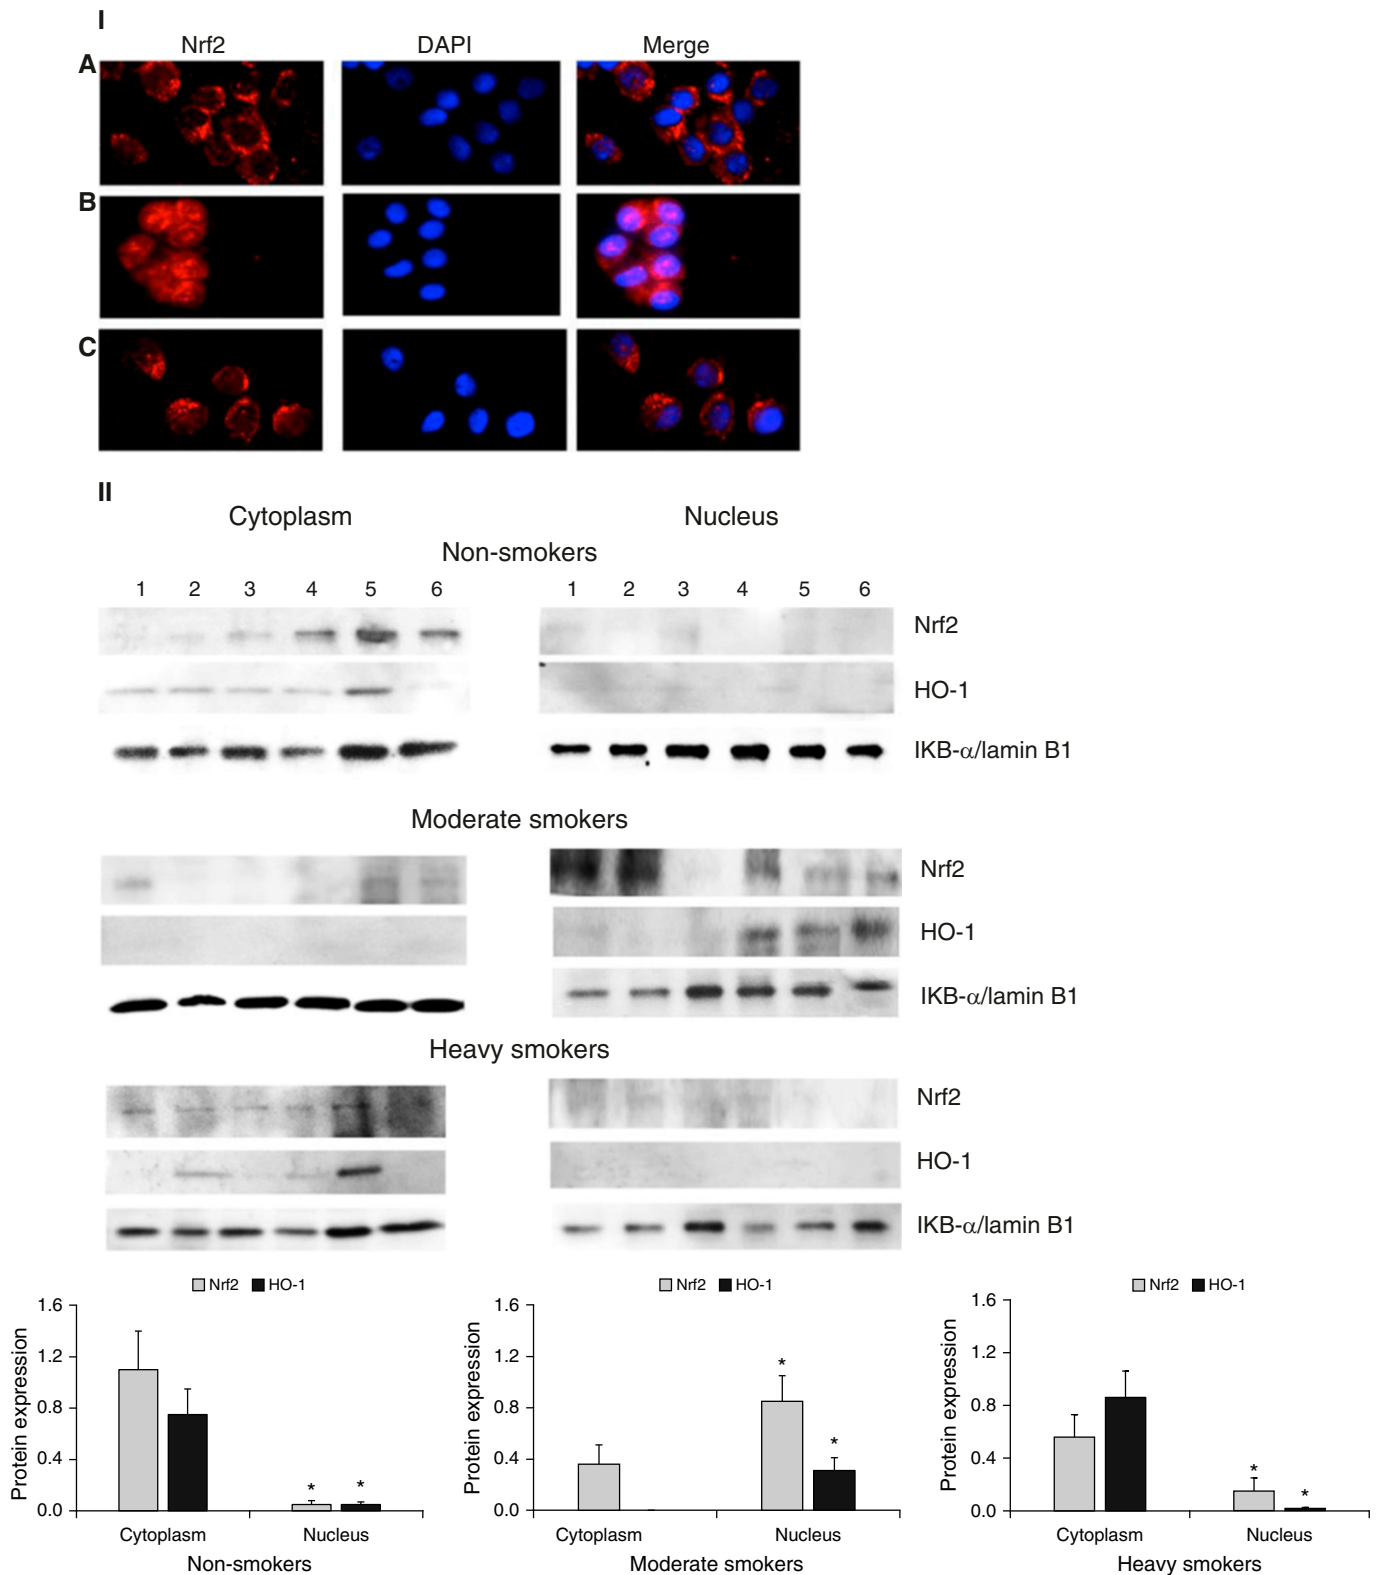 I
Nrf2 DAPI Merge
A
B
C
II
Cytoplasm Nucleus
Non-smokers
1 2 3 4 5 6 1 2 3 4 5 6
Nrf2
HO-1
IKB-α/lamin B1
Moderate smokers
Nrf2
HO-1
IKB-α/lamin B1
Heavy smokers
Nrf2
HO-1
IKB-α/lamin B1
Nrf2 HO-1
Protein expression
1.6
1.2
0.8
0.4
0.0
* *
Cytoplasm Nucleus
Non-smokers
Nrf2 HO-1
Protein expression
1.6
1.2
0.8
0.4
0.0
*
*
Cytoplasm Nucleus
Moderate smokers
Nrf2 HO-1
Protein expression
1.6
1.2
0.8
0.4
0.0
*
*
Cytoplasm Nucleus
Heavy smokers